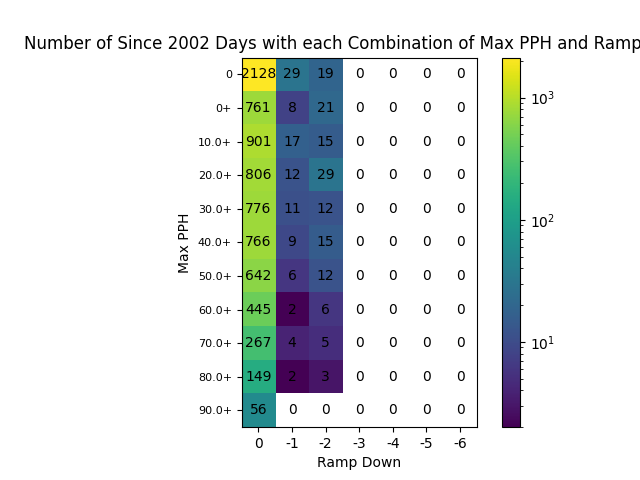 Number of Since 2002 Days with each Combination of Max PPH and Ramp
0 2128 29 19 0 0 0 0
0+ 761 8 21 0 0 0 0
10.0+ 901 17 15 0 0 0 0
20.0+ 806 12 29 0 0 0 0
30.0+ 776 11 12 0 0 0 0
40.0+ 766 9 15 0 0 0 0
50.0+ 642 6 12 0 0 0 0
60.0+ 445 2 6 0 0 0 0
70.0+ 267 4 5 0 0 0 0
80.0+ 149 2 3 0 0 0 0
90.0+ 56 0 0 0 0 0 0
0 -1 -2 -3 -4 -5 -6
Ramp Down
Max PPH
10³
10²
10¹